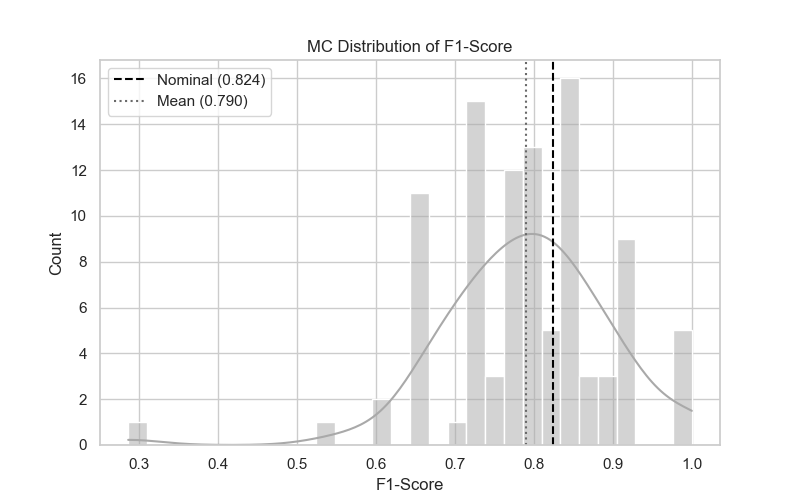 MC Distribution of F1-Score
Nominal (0.824)
Mean (0.790)
Count
16
14
12
10
8
6
4
2
0
0.3 0.4 0.5 0.6 0.7 0.8 0.9 1.0
F1-Score